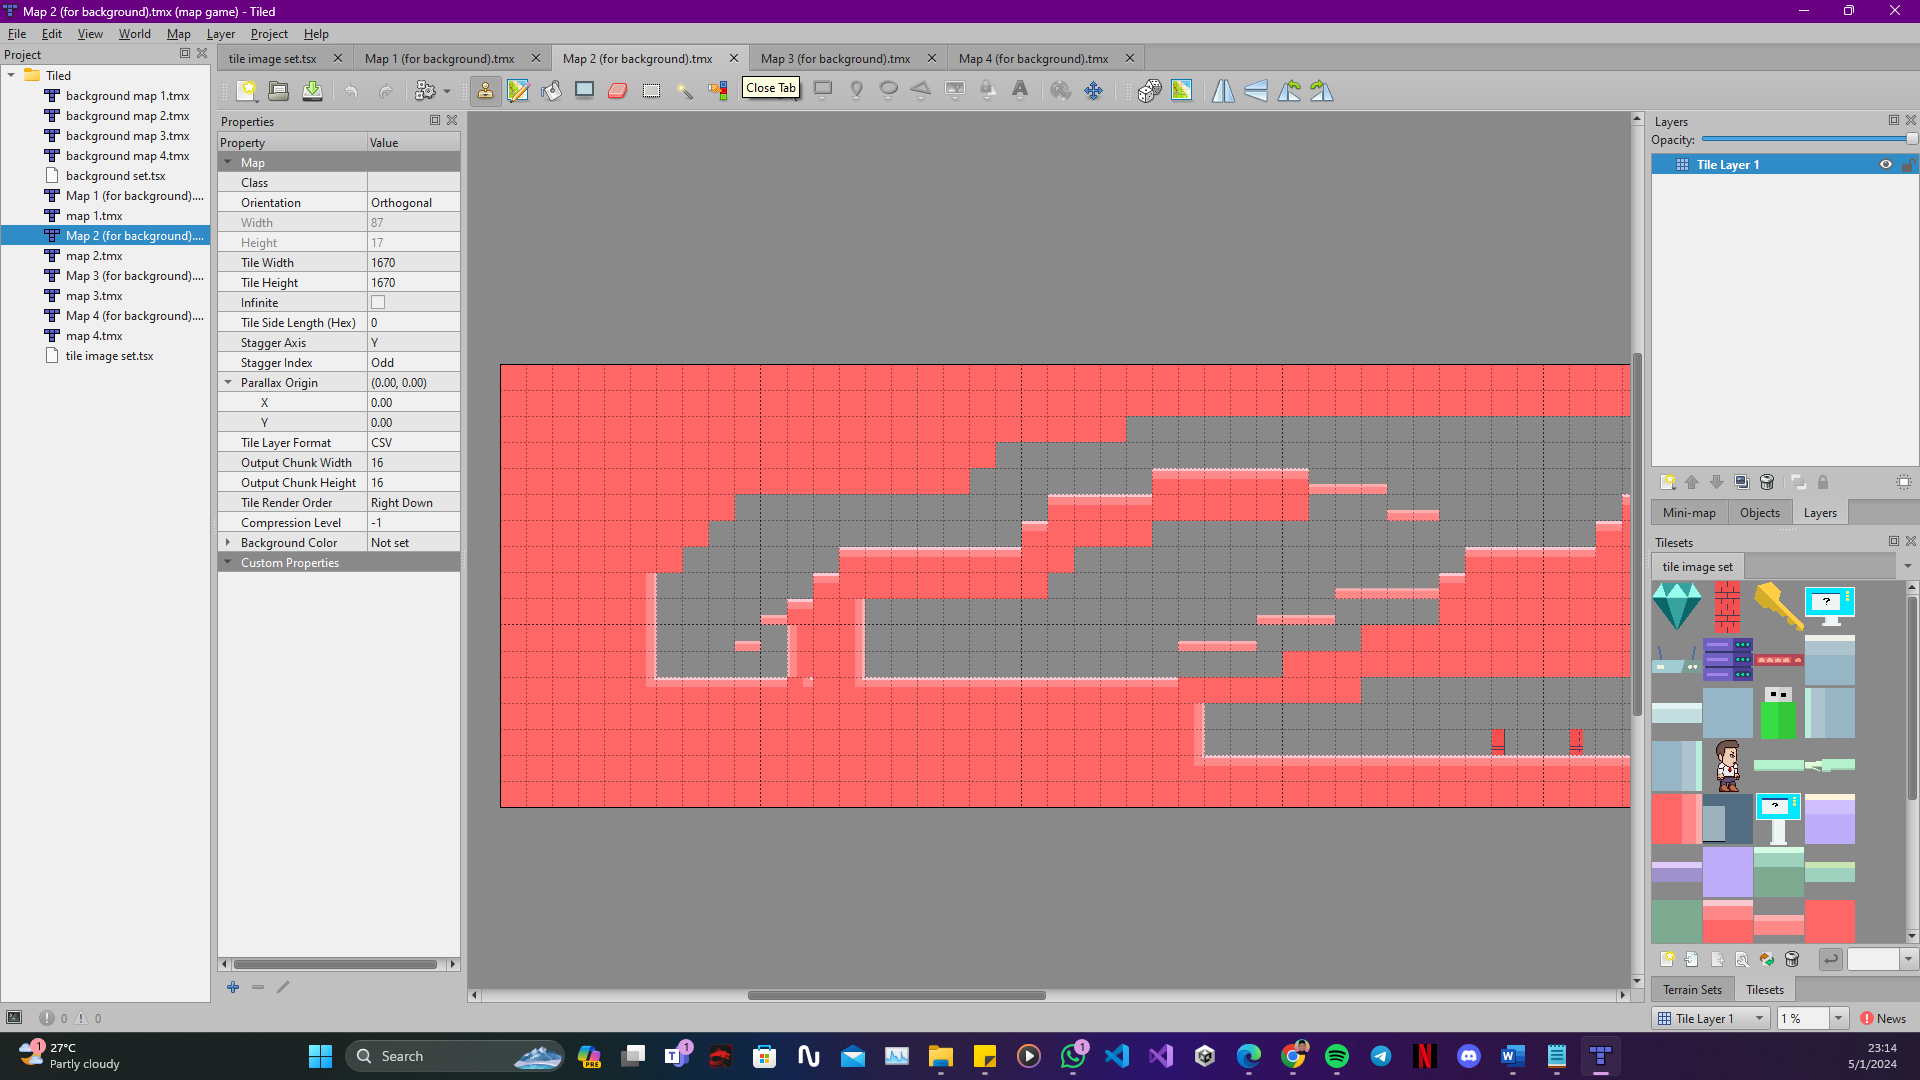 Map 2 (for background).tmx (map game) - Tiled
File Edit View World Map Layer Project Help
Project
Tiled
background map 1.tmx
background map 2.tmx
background map 3.tmx
background map 4.tmx
background set.tsx
Map 1 (for background)....
map 1.tmx
Map 2 (for background)....
map 2.tmx
Map 3 (for background)....
map 3.tmx
Map 4 (for background)....
map 4.tmx
tile image set.tsx
tile image set.tsx
Map 1 (for background).tmx
Map 2 (for background).tmx
Map 3 (for background).tmx
Map 4 (for background).tmx
Close Tab
Properties
Property Value
Map
Class
Orientation Orthogonal
Width 87
Height 17
Tile Width 1670
Tile Height 1670
Infinite
Tile Side Length (Hex) 0
Stagger Axis Y
Stagger Index Odd
Parallax Origin (0.00, 0.00)
X 0.00
Y 0.00
Tile Layer Format CSV
Output Chunk Width 16
Output Chunk Height 16
Tile Render Order Right Down
Compression Level -1
Background Color Not set
Custom Properties
Layers
Opacity:
Tile Layer 1
Mini-map Objects Layers
Tilesets
tile image set
?
?
Terrain Sets Tilesets
0 0
Tile Layer 1 1 % News
27°C
Partly cloudy
1
Search
PRE
1
1
23:14
5/1/2024